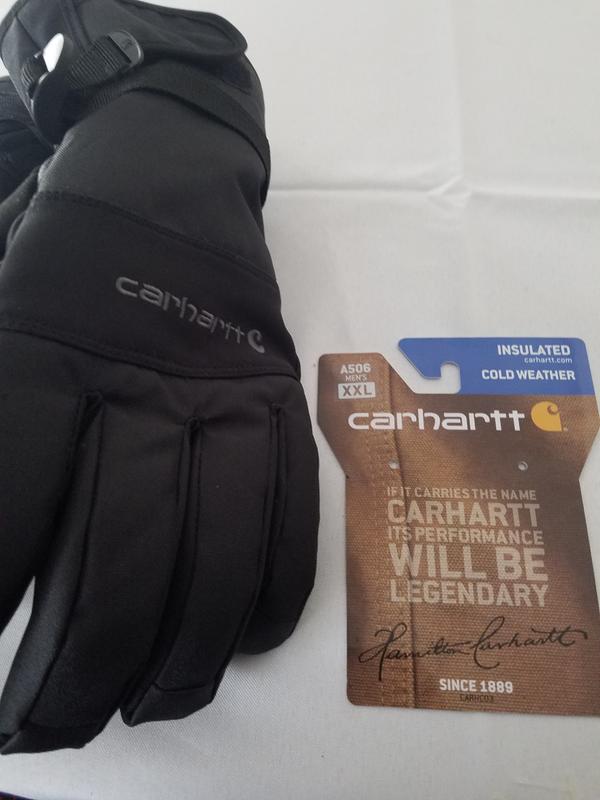 carhartt
INSULATED
carhartt.com
COLD WEATHER
A506
MEN'S
XXL
carhartt
IF IT CARRIES THE NAME
CARHARTT
ITS PERFORMANCE
WILL BE
LEGENDARY
Hamilton Carhartt
SINCE 1889
CARHC03